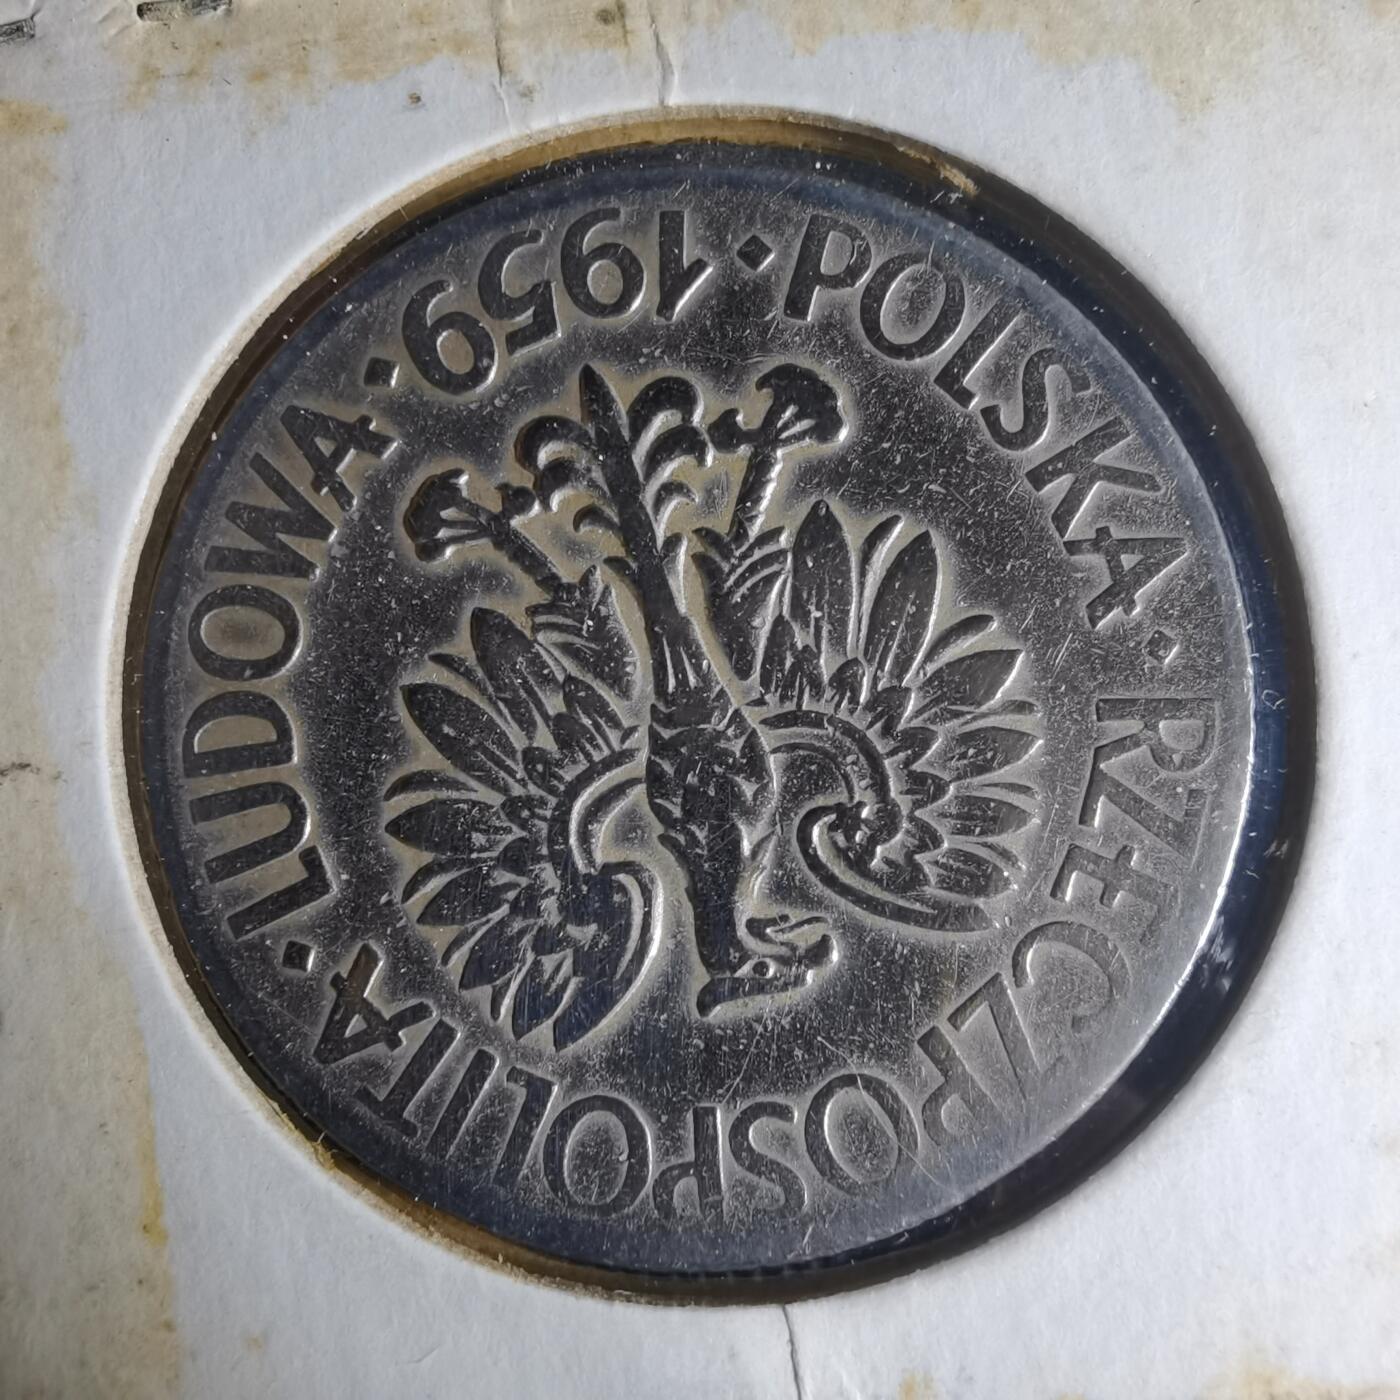 POLSKA · RZECZPOSPOLITA · LUDOWA ·
1959 ·